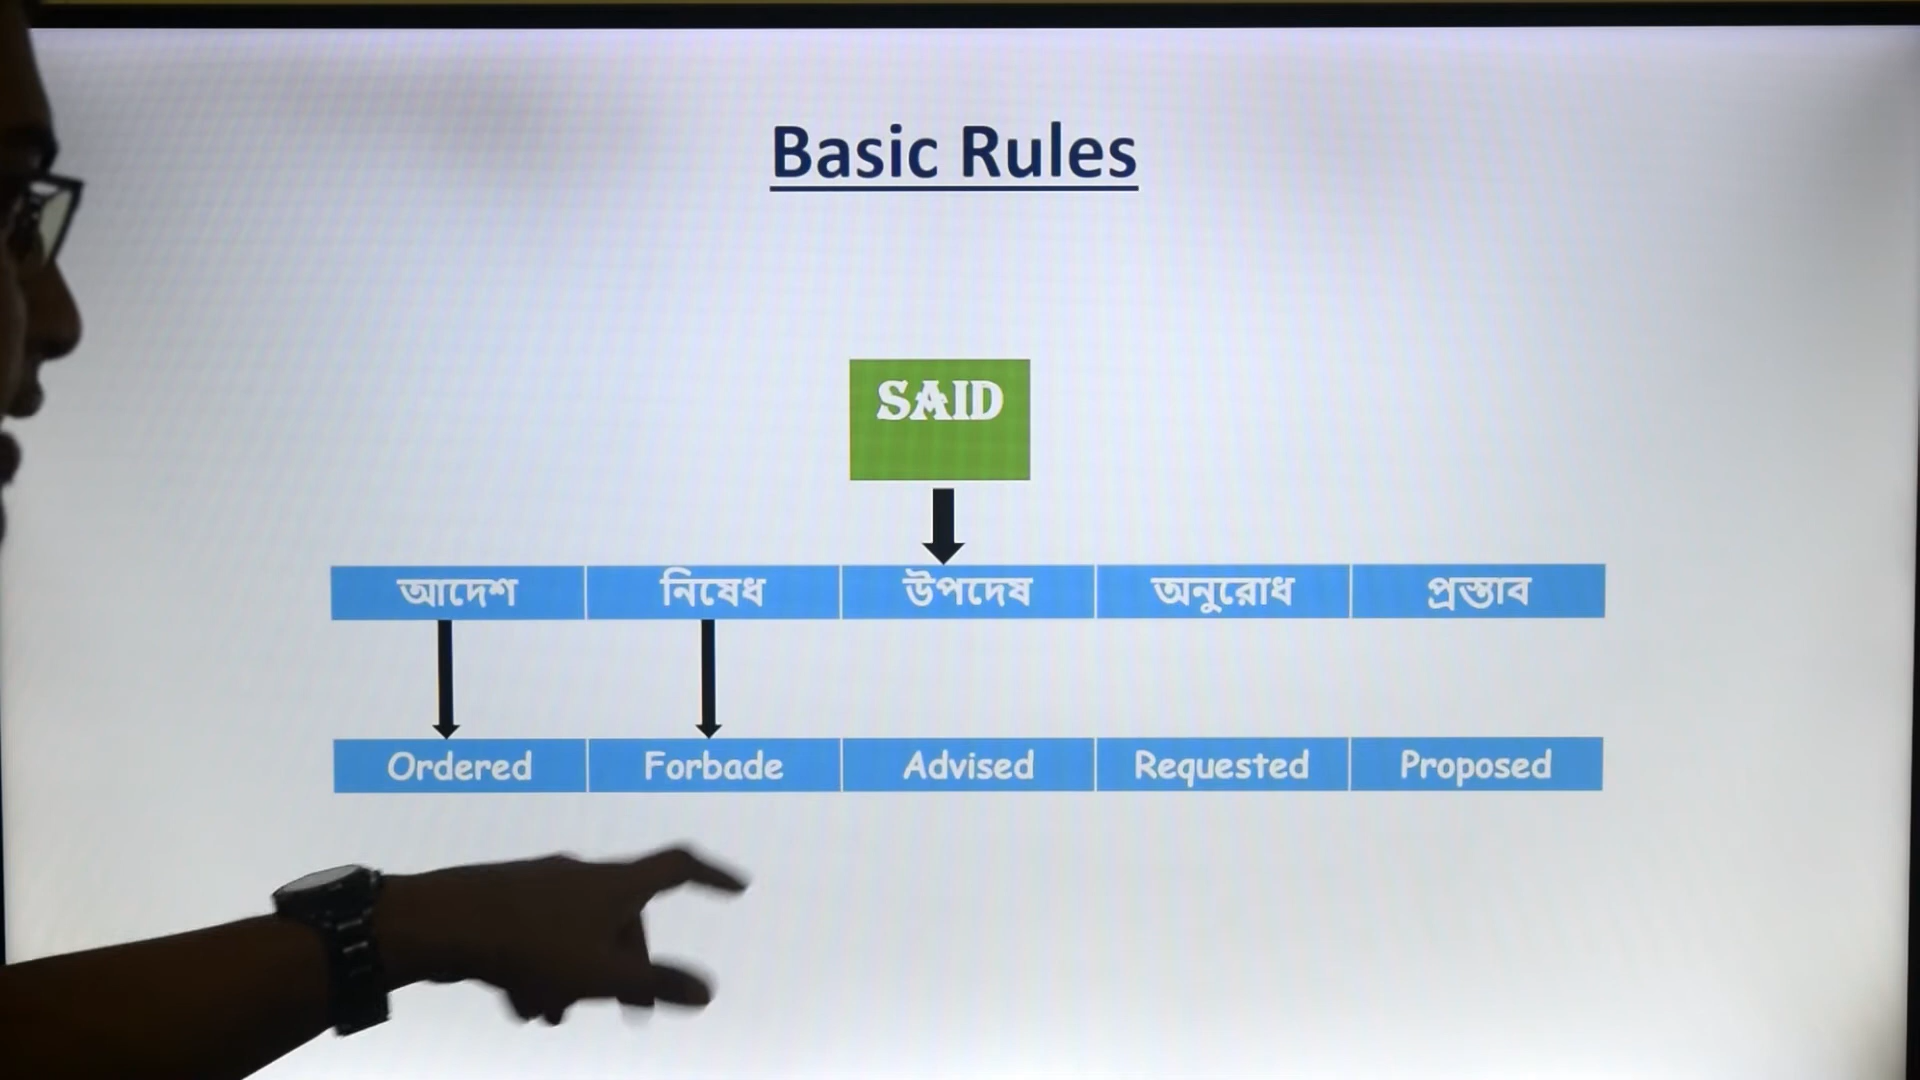 Basic Rules
SAID
আদেশ নিষেধ উপদেষ অনুরোধ প্রস্তাব
Ordered Forbade Advised Requested Proposed